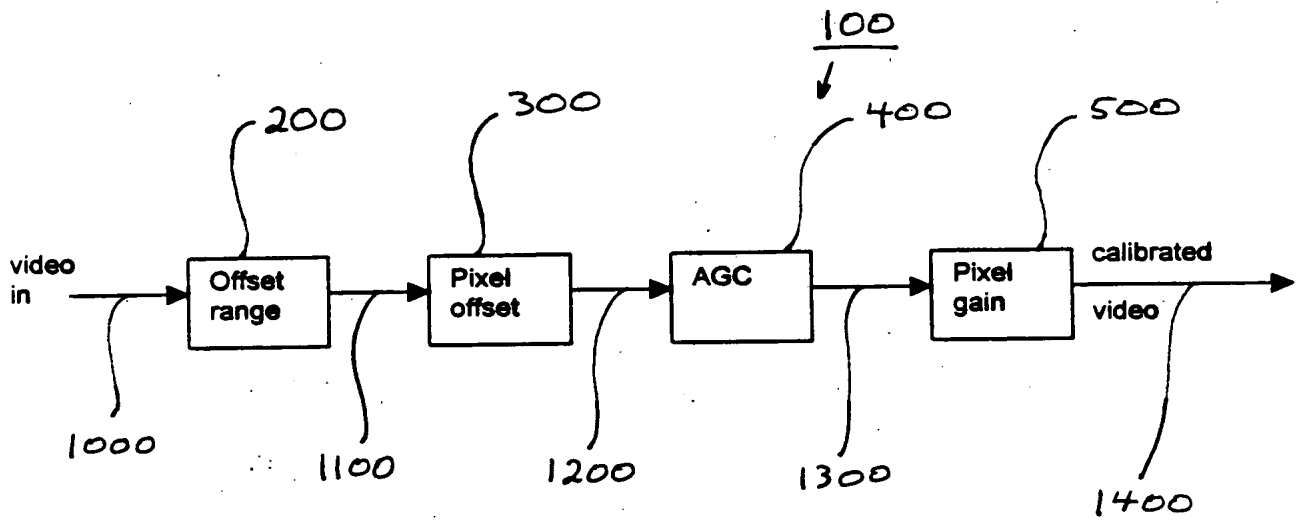 100
200
300
400
500
video
in
Offset
range
Pixel
offset
AGC
Pixel
gain
calibrated
video
1000
1100
1200
1300
1400